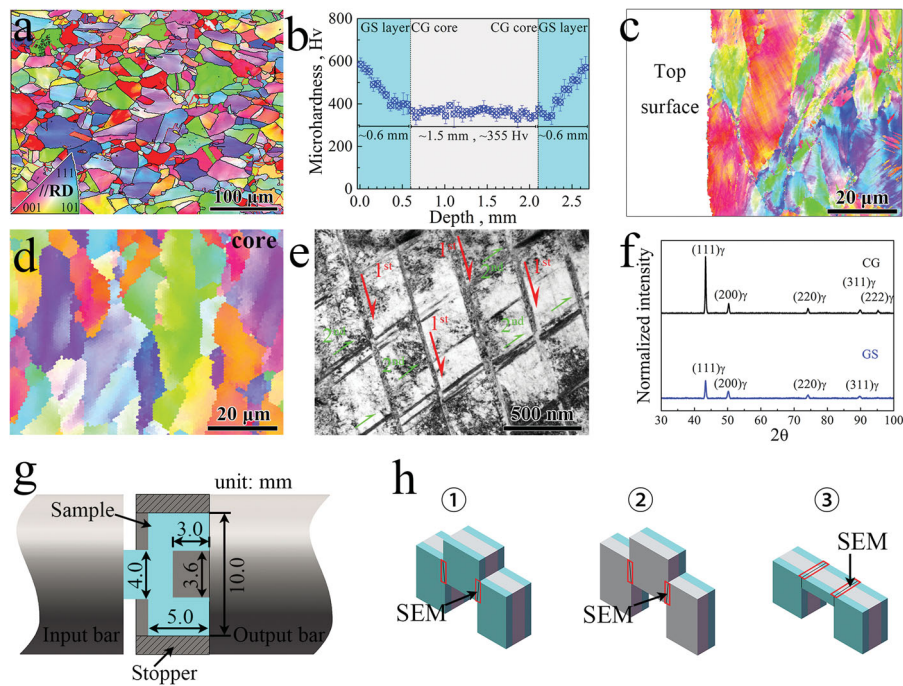 a
111
//RD
001
101
100 μm
b
GS layer
CG core
CG core
GS layer
800
600
400
200
0
Microhardness , Hv
~0.6 mm
~1.5 mm , ~355 Hv
~0.6 mm
0.0
0.5
1.0
1.5
2.0
2.5
Depth , mm
c
Top
surface
20 μm
d
core
20 μm
e
1st
1st
1st
1st
2nd
2nd
2nd
2nd
500 nm
f
Normalized intensity
(111)γ
CG
(200)γ
(220)γ
(311)γ
(222)γ
GS
(111)γ
(200)γ
(220)γ
(311)γ
30
40
50
60
70
80
90
100
2θ
g
unit: mm
Sample
3.0
4.0
3.6
10.0
5.0
Input bar
Output bar
Stopper
h
①
②
③
SEM
SEM
SEM